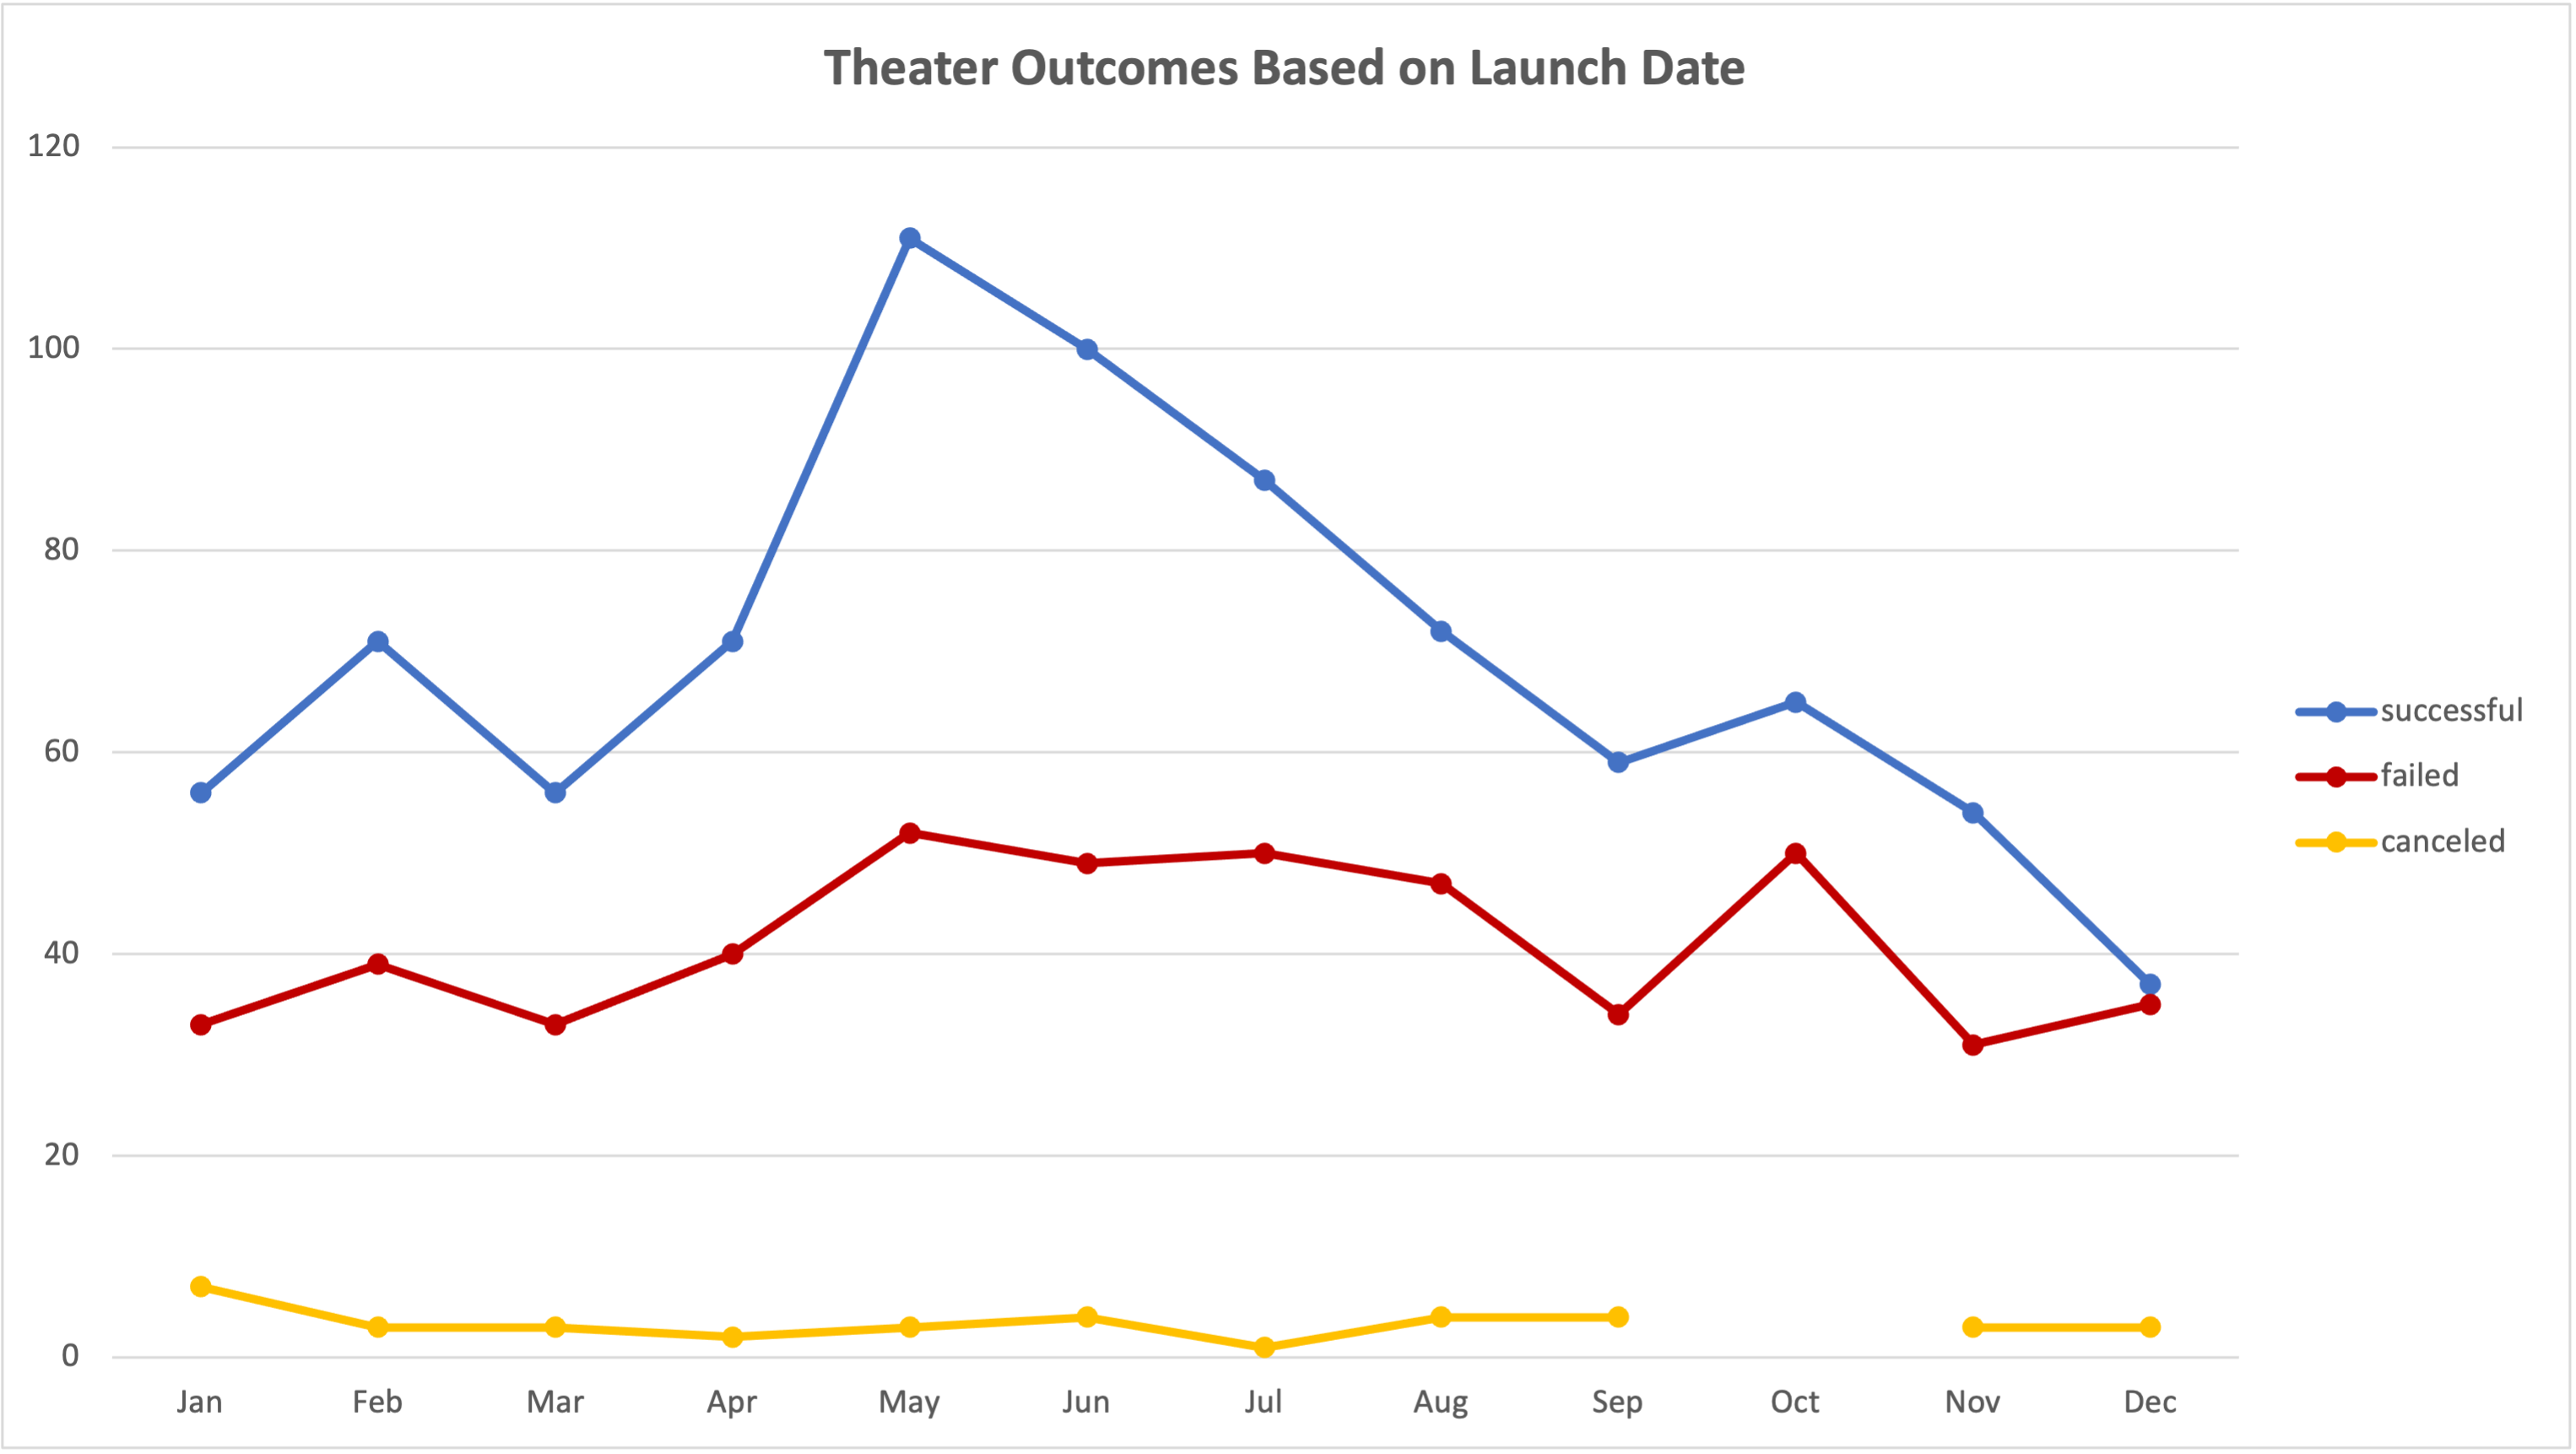 Theater Outcomes Based on Launch Date
120
100
80
60
40
20
0
Jan Feb Mar Apr May Jun Jul Aug Sep Oct Nov Dec
successful
failed
canceled